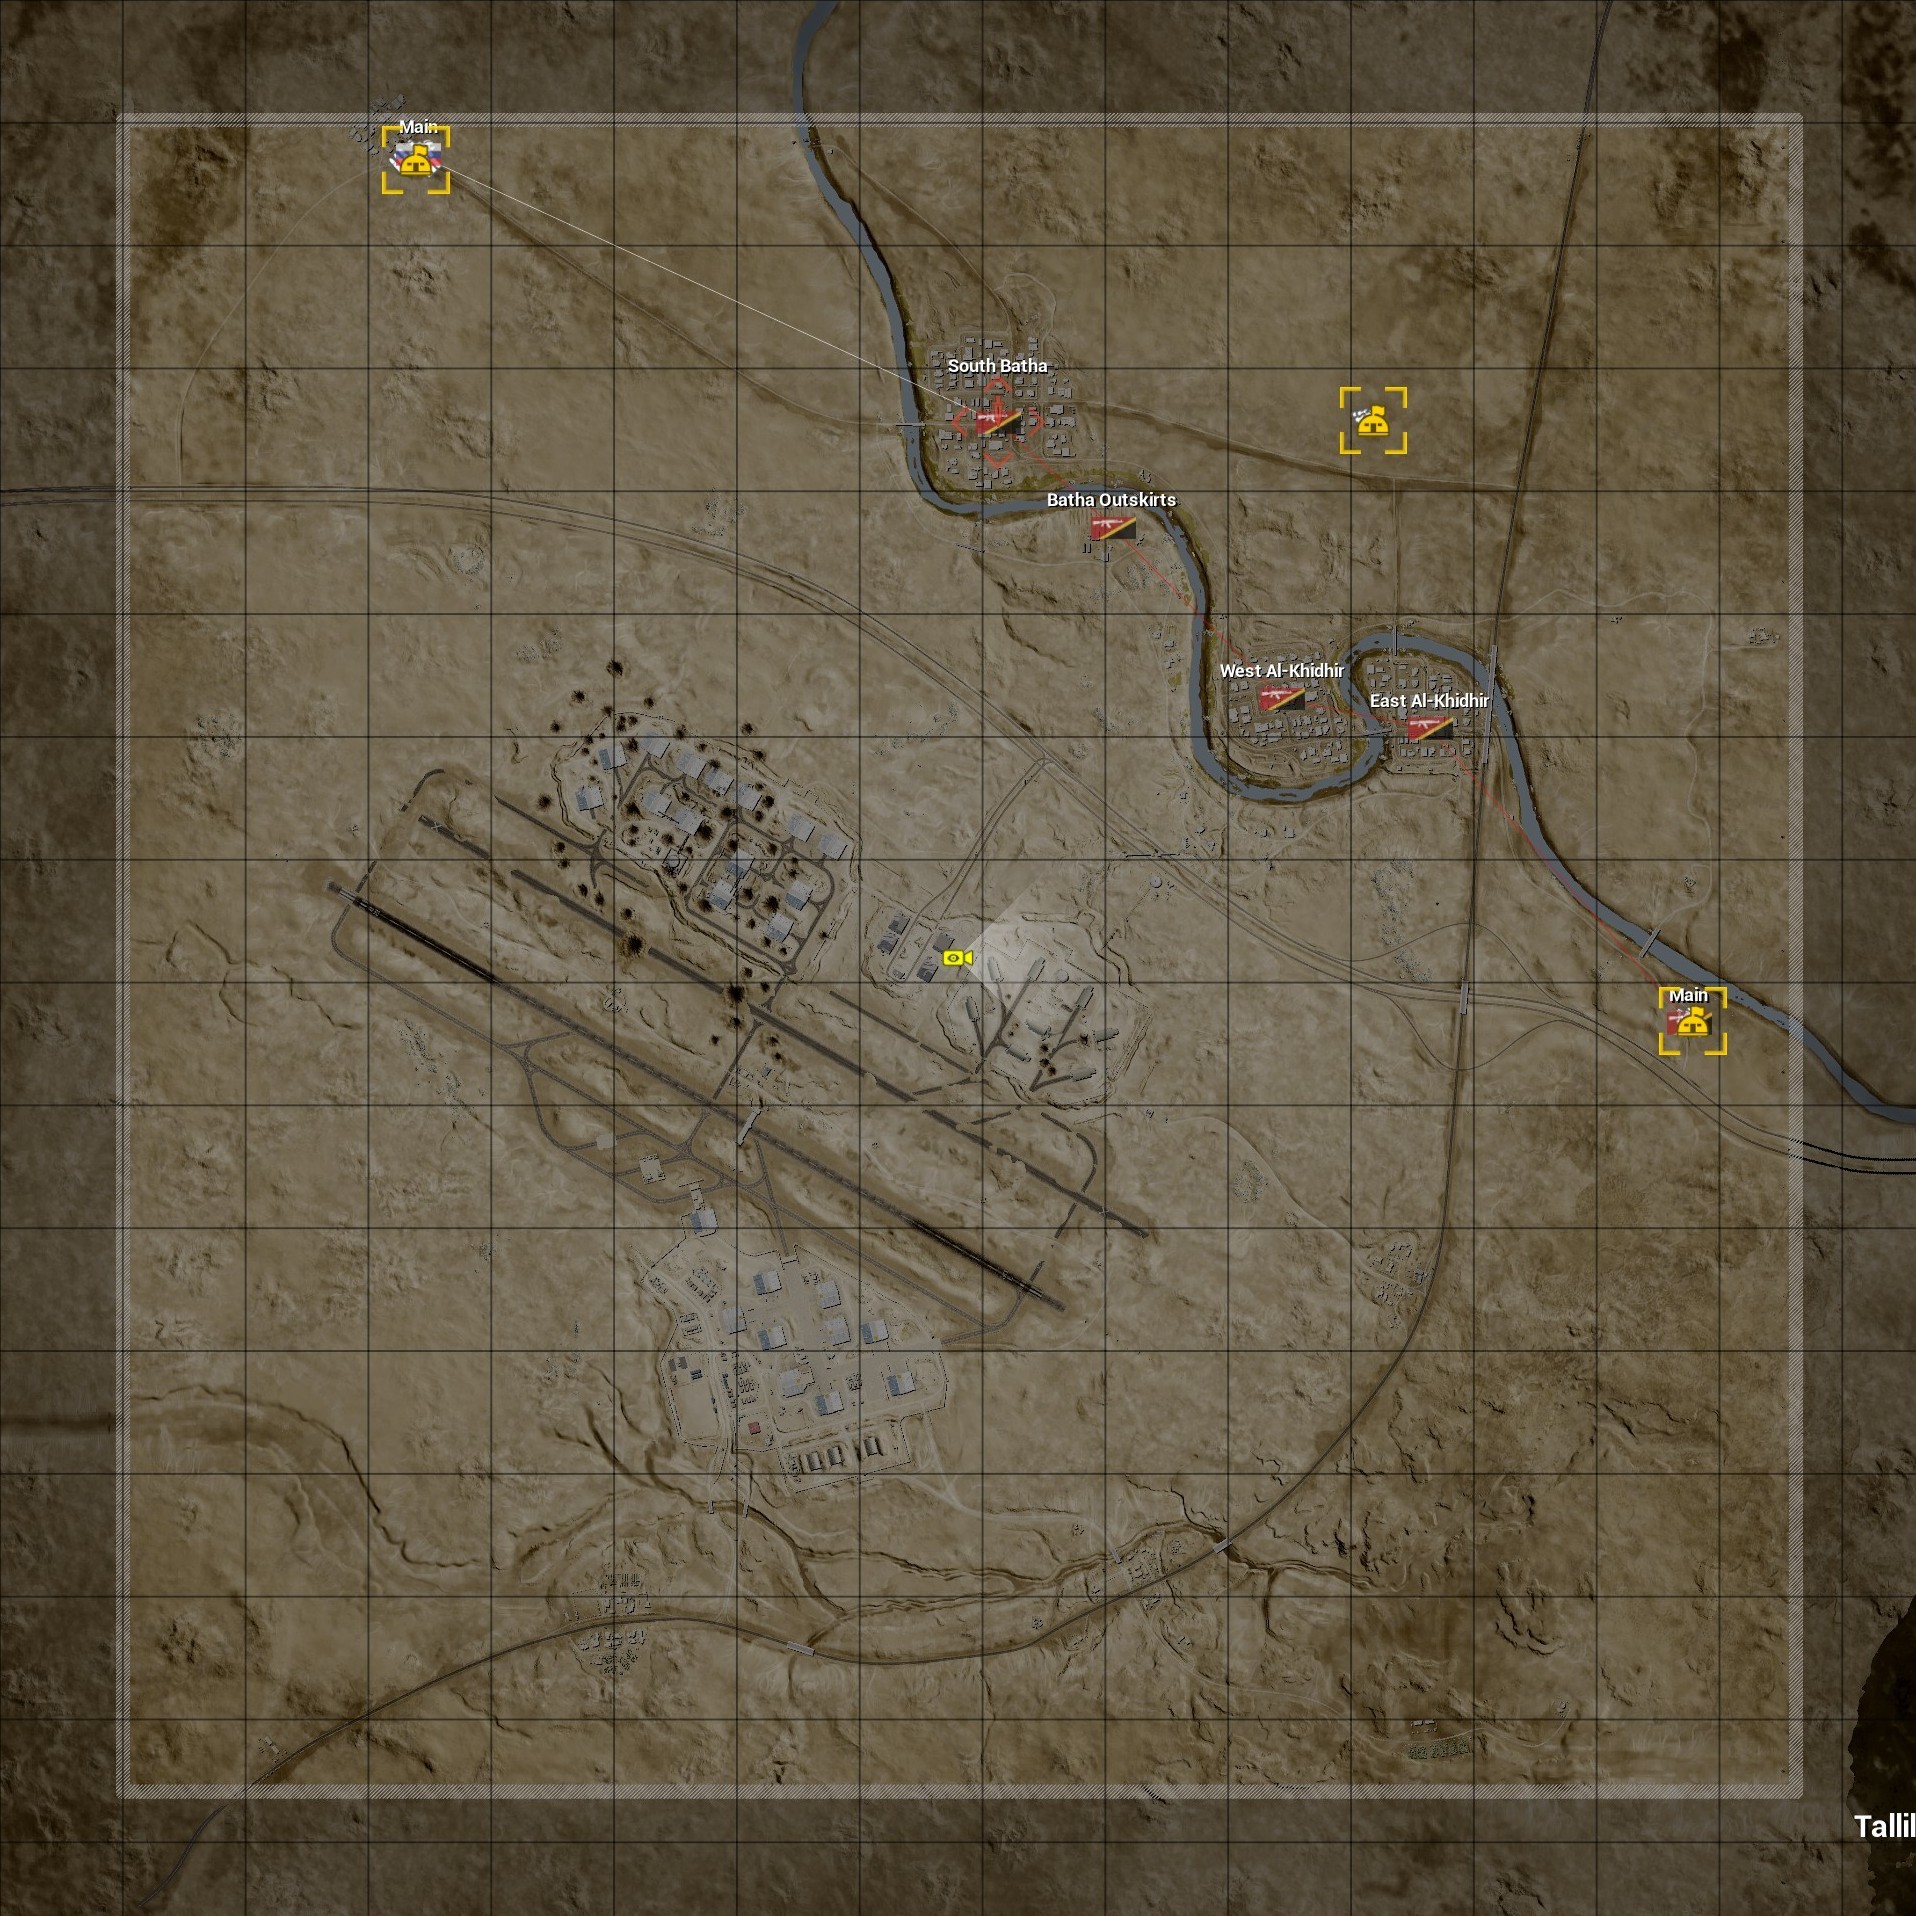 Main
South Batha
Batha Outskirts
West Al-Khidhir
East Al-Khidhir
Main
Tallil